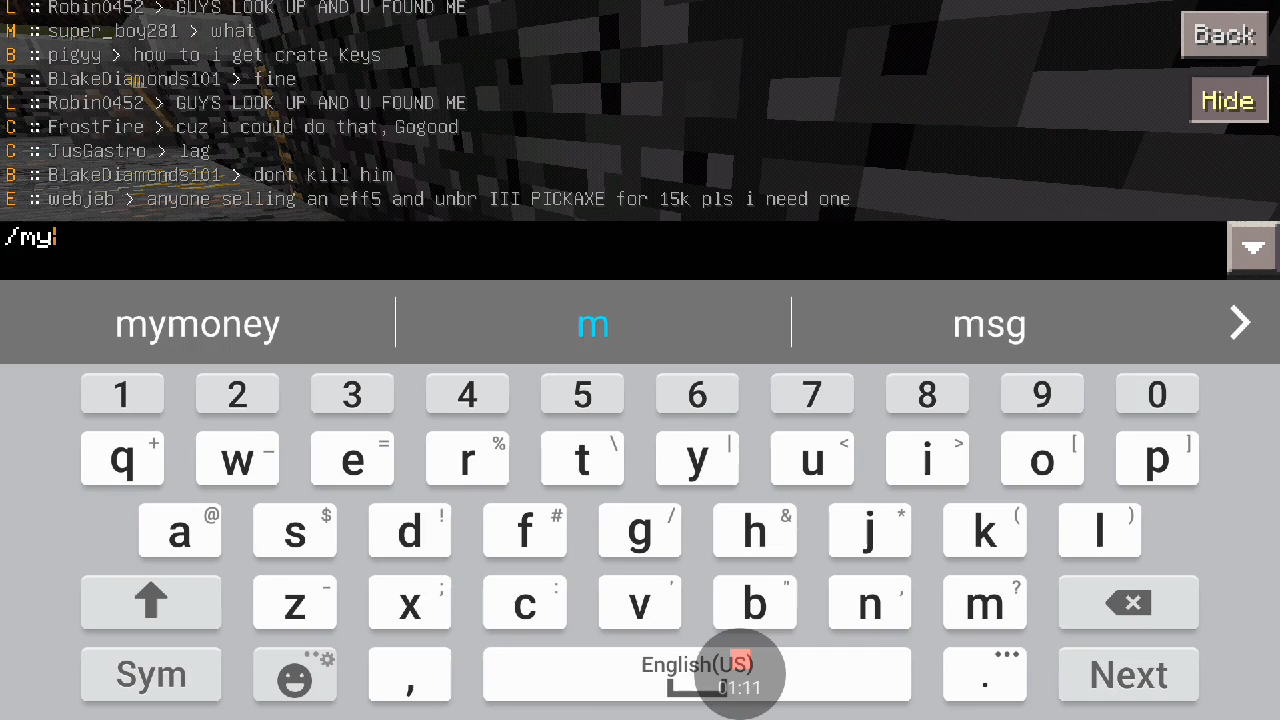 L :: Robin0452 > GUYS LOOK UP AND U FOUND ME
M :: super_boy281 > what
B :: pigyy > how to i get crate Keys
B :: BlakeDiamonds101 > fine
L :: Robin0452 > GUYS LOOK UP AND U FOUND ME
C :: FrostFire > cuz i could do that, Gogood
C :: JusGastro > lag
B :: BlakeDiamonds101 > dont kill him
E :: webjeb > anyone selling an eff5 and unbr III PICKAXE for 15k pls i need one
Back
Hide
/my
mymoney m msg
1 2 3 4 5 6 7 8 9 0
q + w – e = r % t \ y | u < i > o [ p ]
a @ s $ d ! f # g / h & j * k ( l )
z - x ; c : v ' b " n , m ?
Sym , English(US) . Next
01:11